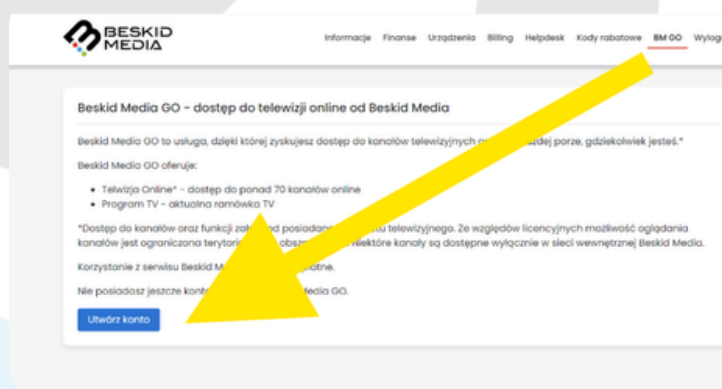 BESKID
MEDIA
Informacje Finanse Urządzenia Billing Helpdesk Kody rabatowe BM GO Wylog
Beskid Media GO - dostęp do telewizji online od Beskid Media
Beskid Media GO to usługa, dzięki której zyskujesz dostęp do kanałów telewizyjnych porze, gdziekolwiek jesteś.*
Beskid Media GO oferuje:
• Telwizja Online* - dostęp do ponad 70 kanałów online
• Program TV - aktualna ramówka TV
*Dostęp do kanałów oraz funkcji od telewizyjnego. Ze względów licencyjnych możliwość oglądania
kanałów jest ograniczona niektóre kanały są dostępne wyłącznie w sieci wewnętrznej Beskid Media.
Korzystanie z serwisu Beskid
Nie posiadasz jeszcze Media GO.
Utwórz konto